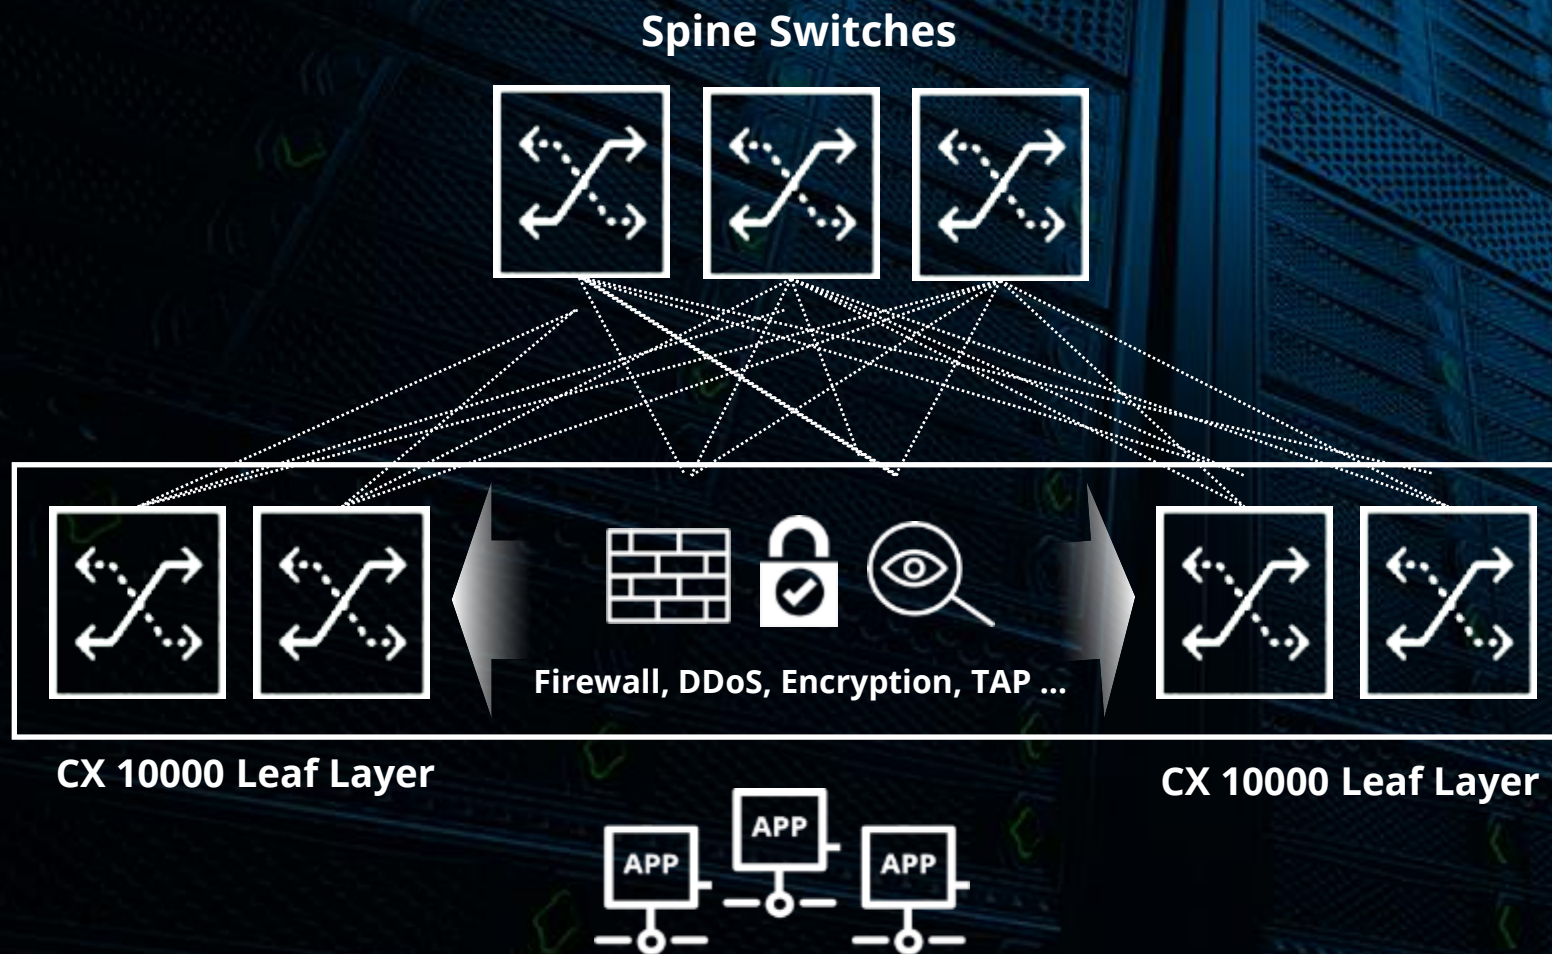 Spine Switches
Firewall, DDoS, Encryption, TAP ...
CX 10000 Leaf Layer
CX 10000 Leaf Layer
APP
APP
APP